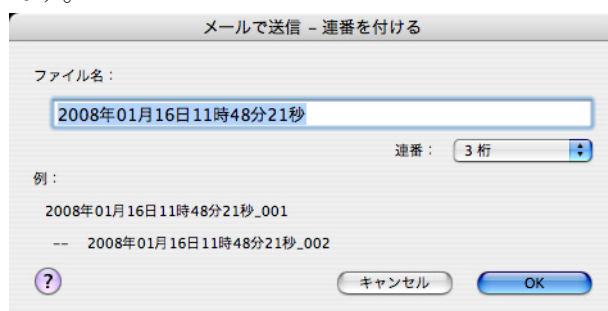 メールで送信 – 連番を付ける
ファイル名：
2008年01月16日11時48分21秒
連番： 3 桁
例：
2008年01月16日11時48分21秒_001
-- 2008年01月16日11時48分21秒_002
? キャンセル OK